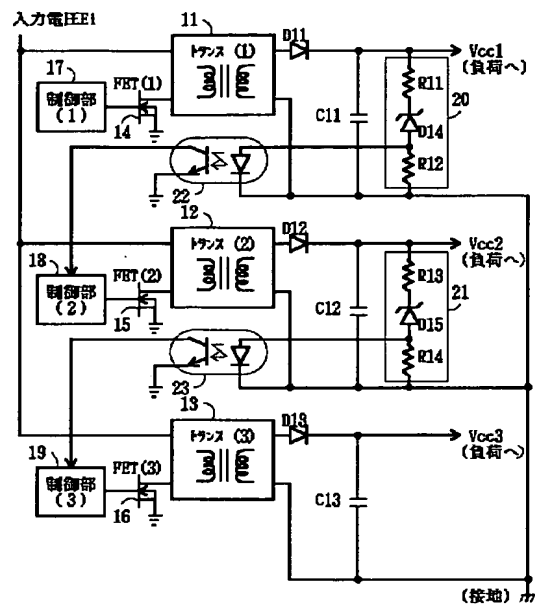 入力電圧E1
11
トランス (1)
D11
Vcc1
(負荷へ)
17
制御部
(1)
FET(1)
14
C11
R11
D14
R12
20
22
12
トランス (2)
D12
Vcc2
(負荷へ)
18
制御部
(2)
FET(2)
15
C12
R13
D15
R14
21
23
13
トランス (3)
D13
Vcc3
(負荷へ)
19
制御部
(3)
FET(3)
16
C13
(接地)